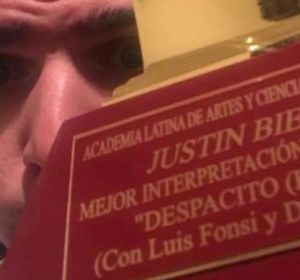 ACADEMIA LATINA DE ARTES Y CIENCI
JUSTIN BIE
MEJOR INTERPRETACIÓN
"DESPACITO (
(Con Luis Fonsi y D